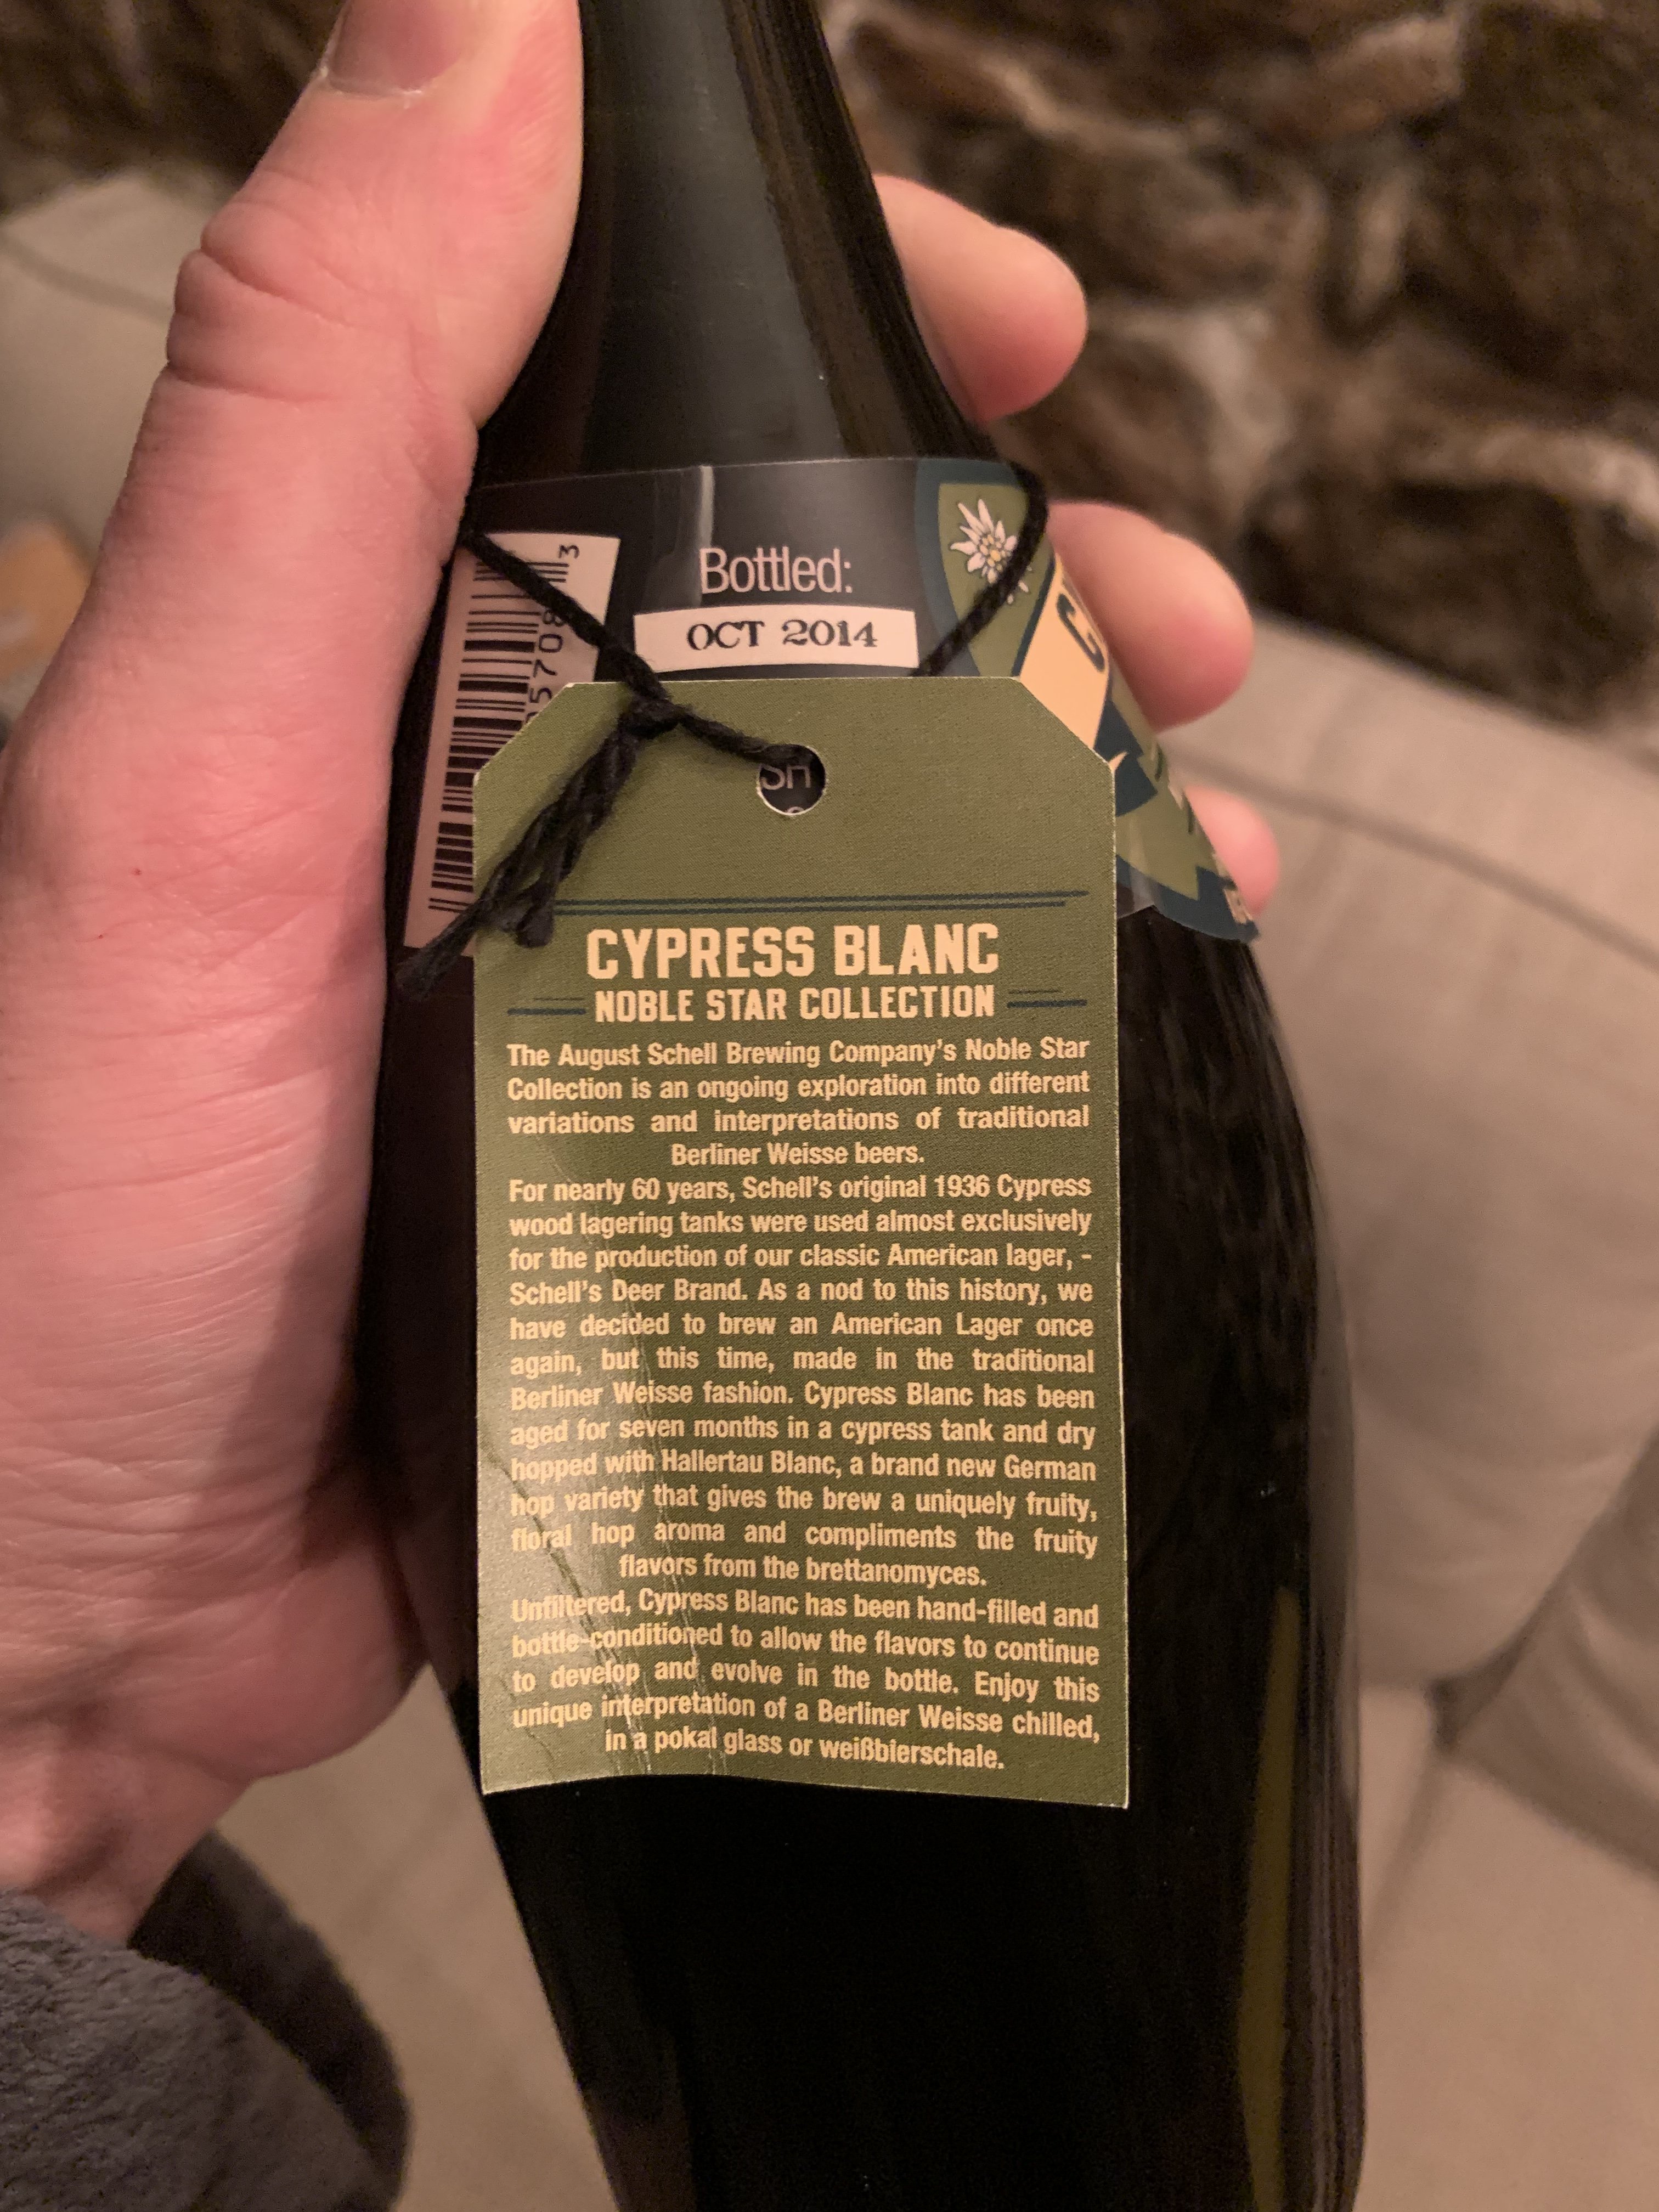 3
Bottled:
OCT 2014
SH
CYPRESS BLANC
NOBLE STAR COLLECTION
The August Schell Brewing Company's Noble Star
Collection is an ongoing exploration into different
variations and interpretations of traditional
Berliner Weisse beers.
For nearly 60 years, Schell's original 1936 Cypress
wood lagering tanks were used almost exclusively
for the production of our classic American lager, -
Schell's Deer Brand. As a nod to this history, we
have decided to brew an American Lager once
again, but this time, made in the traditional
Berliner Weisse fashion. Cypress Blanc has been
aged for seven months in a cypress tank and dry
hopped with Hallertau Blanc, a brand new German
hop variety that gives the brew a uniquely fruity,
floral hop aroma and compliments the fruity
flavors from the brettanomyces.
Unfiltered, Cypress Blanc has been hand-filled and
bottle-conditioned to allow the flavors to continue
to develop and evolve in the bottle. Enjoy this
unique interpretation of a Berliner Weisse chilled,
in a pokal glass or weißbierschale.